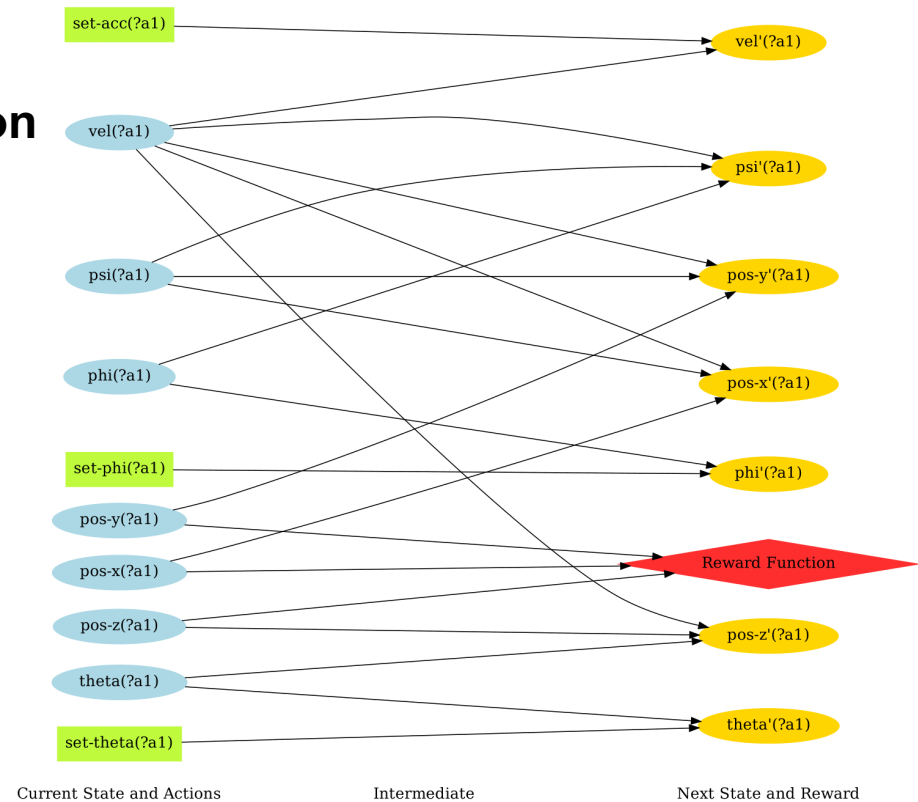 set-acc(?a1)
vel'(?a1)
on
vel(?a1)
psi'(?a1)
psi(?a1)
pos-y'(?a1)
phi(?a1)
pos-x'(?a1)
set-phi(?a1)
phi'(?a1)
pos-y(?a1)
Reward Function
pos-x(?a1)
pos-z(?a1)
pos-z'(?a1)
theta(?a1)
theta'(?a1)
set-theta(?a1)
Current State and Actions
Intermediate
Next State and Reward